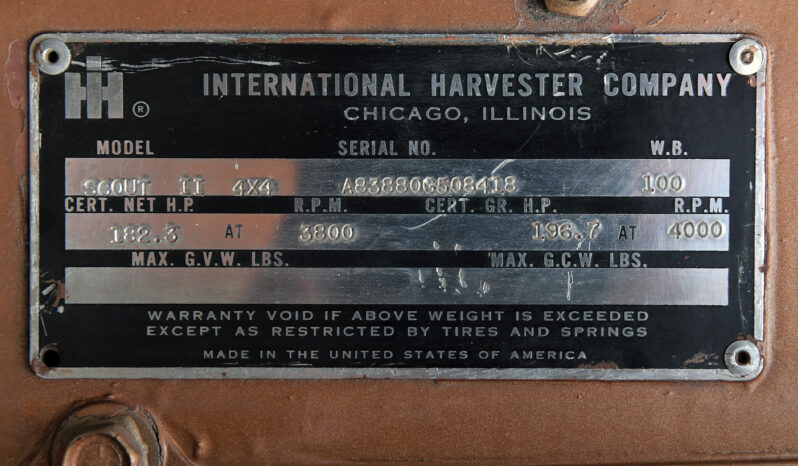 IH ®
INTERNATIONAL HARVESTER COMPANY
CHICAGO, ILLINOIS
MODEL SERIAL NO. W.B.
SCOUT II 4X4 A83880G508418 100
CERT. NET H.P. R.P.M. CERT. GR. H.P. R.P.M.
182.3 AT 3800 196.7 AT 4000
MAX. G.V.W. LBS. MAX. G.C.W. LBS.
WARRANTY VOID IF ABOVE WEIGHT IS EXCEEDED
EXCEPT AS RESTRICTED BY TIRES AND SPRINGS
MADE IN THE UNITED STATES OF AMERICA